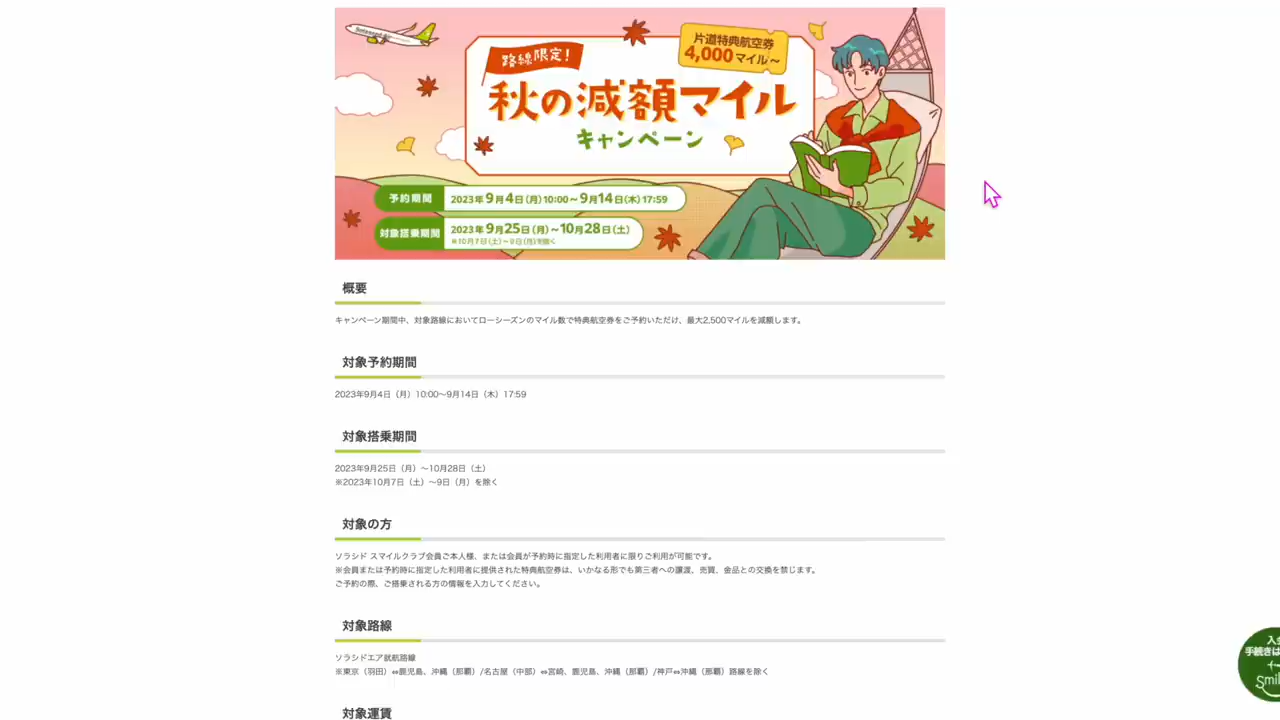 Solaseed Air
片道特典航空券
4,000マイル～
路線限定！
秋の減額マイル
キャンペーン
予約期間 2023年9月4日(月)10:00～9月14日(木)17:59
対象搭乗期間 2023年9月25日(月)～10月28日(土)
※10月7日(土)～9日(月)を除く
概要
キャンペーン期間中、対象路線においてローシーズンのマイル数で特典航空券をご予約いただけ、最大2,500マイルを減額します。
対象予約期間
2023年9月4日（月）10:00～9月14日（木）17:59
対象搭乗期間
2023年9月25日（月）～10月28日（土）
※2023年10月7日（土）～9日（月）を除く
対象の方
ソラシド スマイルクラブ会員ご本人様、または会員が予約時に指定した利用者に限りご利用が可能です。
※会員または予約時に指定した利用者に提供された特典航空券は、いかなる形でも第三者への譲渡、売買、金品との交換を禁じます。
ご予約の際、ご搭乗される方の情報を入力してください。
対象路線
ソラシドエア就航路線
※東京（羽田）⇔鹿児島、沖縄（那覇）/名古屋（中部）⇔宮崎、鹿児島、沖縄（那覇）/神戸⇔沖縄（那覇）路線を除く
入会
手続きは
Smil
対象運賃